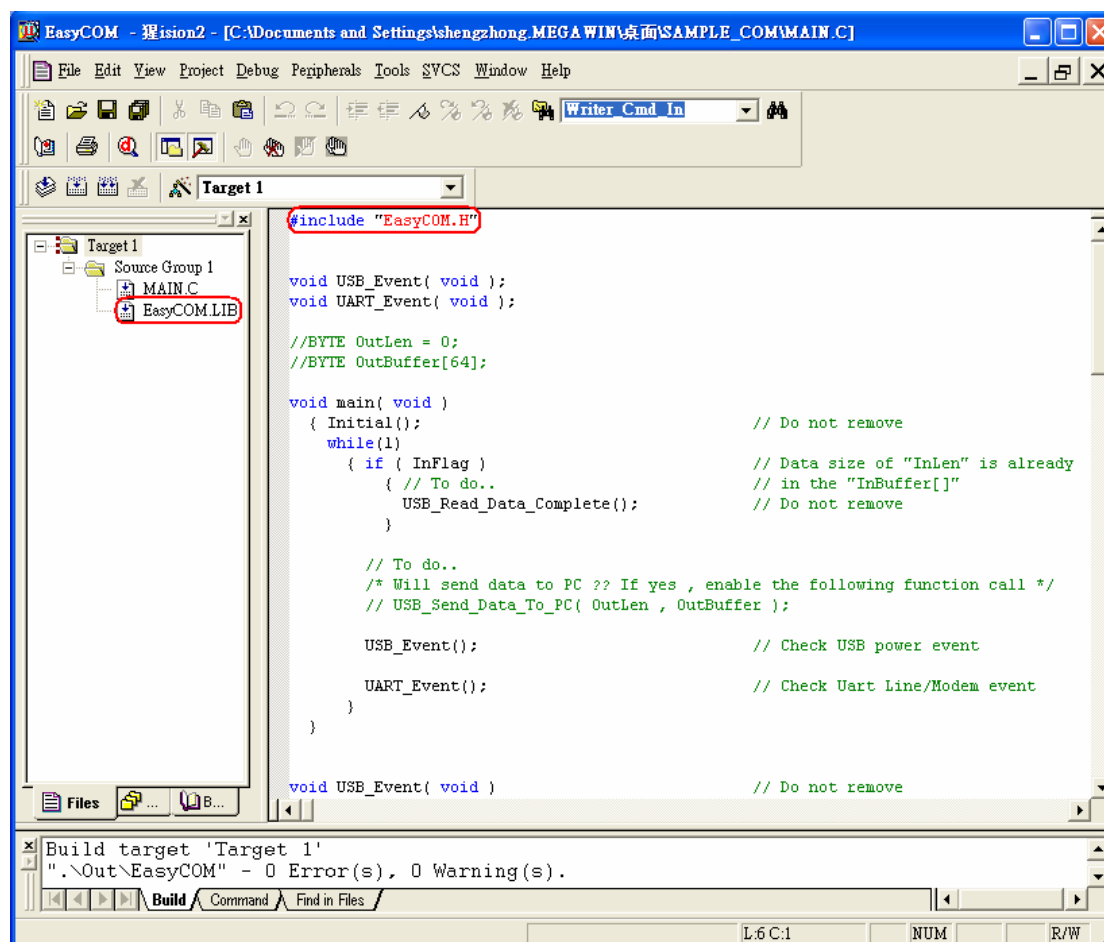 EasyCOM - 猩ision2 - [C:\Documents and Settings\shengzhong.MEGAWIN\桌面\SAMPLE_COM\MAIN.C]
File Edit View Project Debug Peripherals Tools SVCS Window Help
Writer_Cmd_In
Target 1
Target 1
Source Group 1
MAIN.C
EasyCOM.LIB
#include "EasyCOM.H"
void USB_Event( void );
void UART_Event( void );
//BYTE OutLen = 0;
//BYTE OutBuffer[64];
void main( void )
{ Initial(); // Do not remove
while(1)
{ if ( InFlag ) // Data size of "InLen" is already
{ // To do.. // in the "InBuffer[]"
USB_Read_Data_Complete(); // Do not remove
}
// To do..
/* Will send data to PC ?? If yes , enable the following function call */
// USB_Send_Data_To_PC( OutLen , OutBuffer );
USB_Event(); // Check USB power event
UART_Event(); // Check Uart Line/Modem event
}
}
void USB_Event( void ) // Do not remove
Files ... B...
Build target 'Target 1'
".\Out\EasyCOM" - 0 Error(s), 0 Warning(s).
Build Command Find in Files
L:6 C:1 NUM R/W